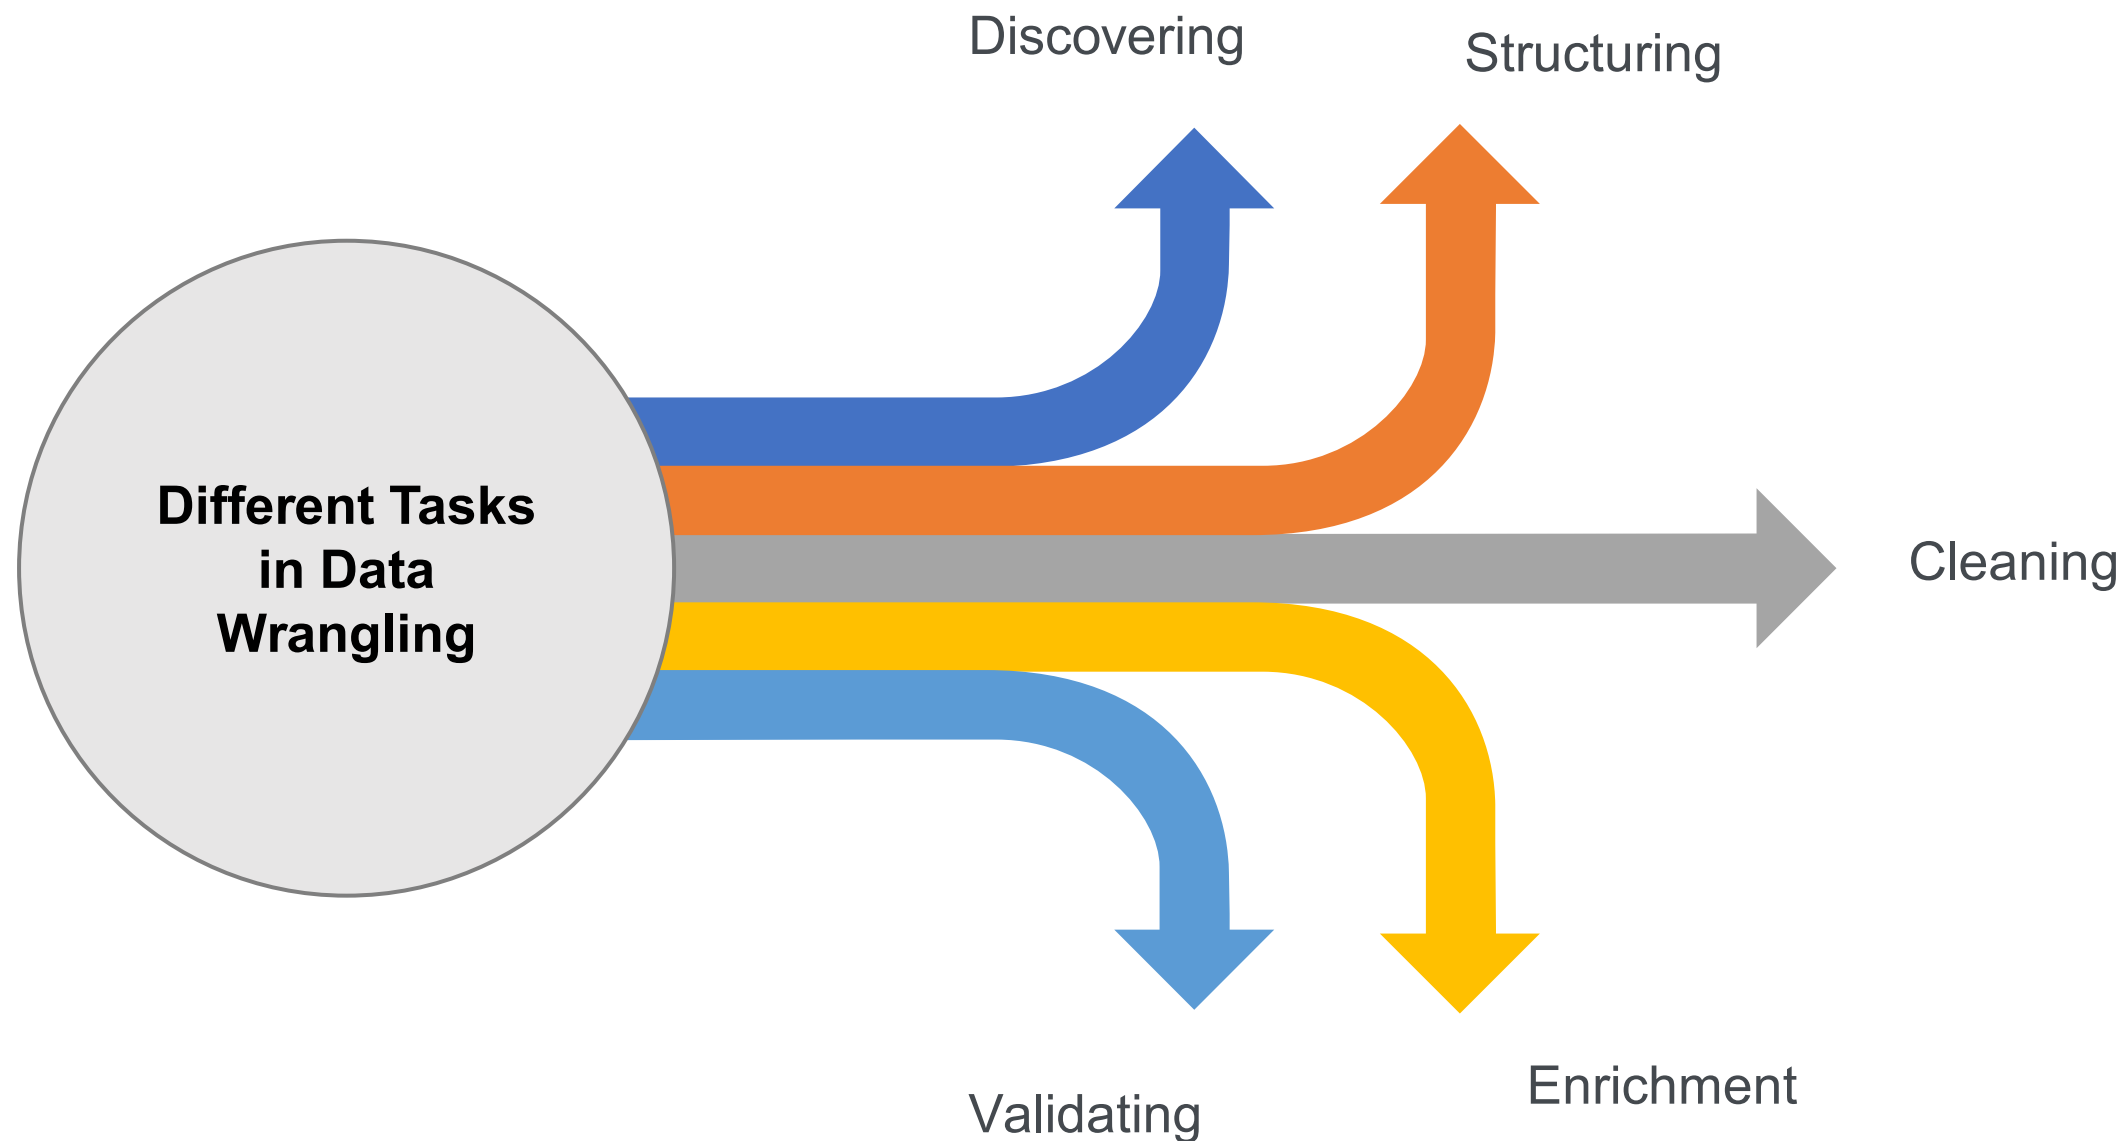 Discovering
Structuring
Different Tasks
in Data
Wrangling
Cleaning
Enrichment
Validating